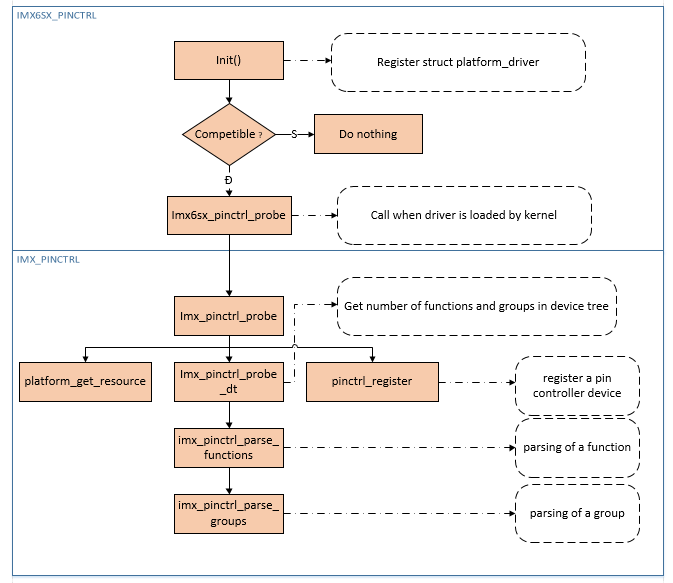 IMX6SX_PINCTRL
Init()
Register struct platform_driver
Competible ?
S
Do nothing
Đ
Imx6sx_pinctrl_probe
Call when driver is loaded by kernel
IMX_PINCTRL
Imx_pinctrl_probe
Get number of functions and groups in device tree
platform_get_resource
Imx_pinctrl_probe
_dt
pinctrl_register
register a pin
controller device
imx_pinctrl_parse_
functions
parsing of a function
imx_pinctrl_parse_
groups
parsing of a group